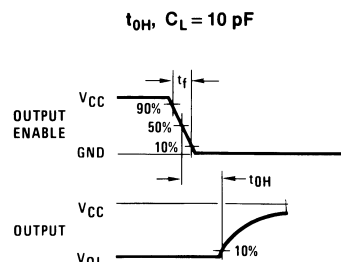 t0H, CL = 10 pF
tf
VCC
90%
OUTPUT
ENABLE
50%
10%
GND
t0H
VCC
OUTPUT
10%
VOL